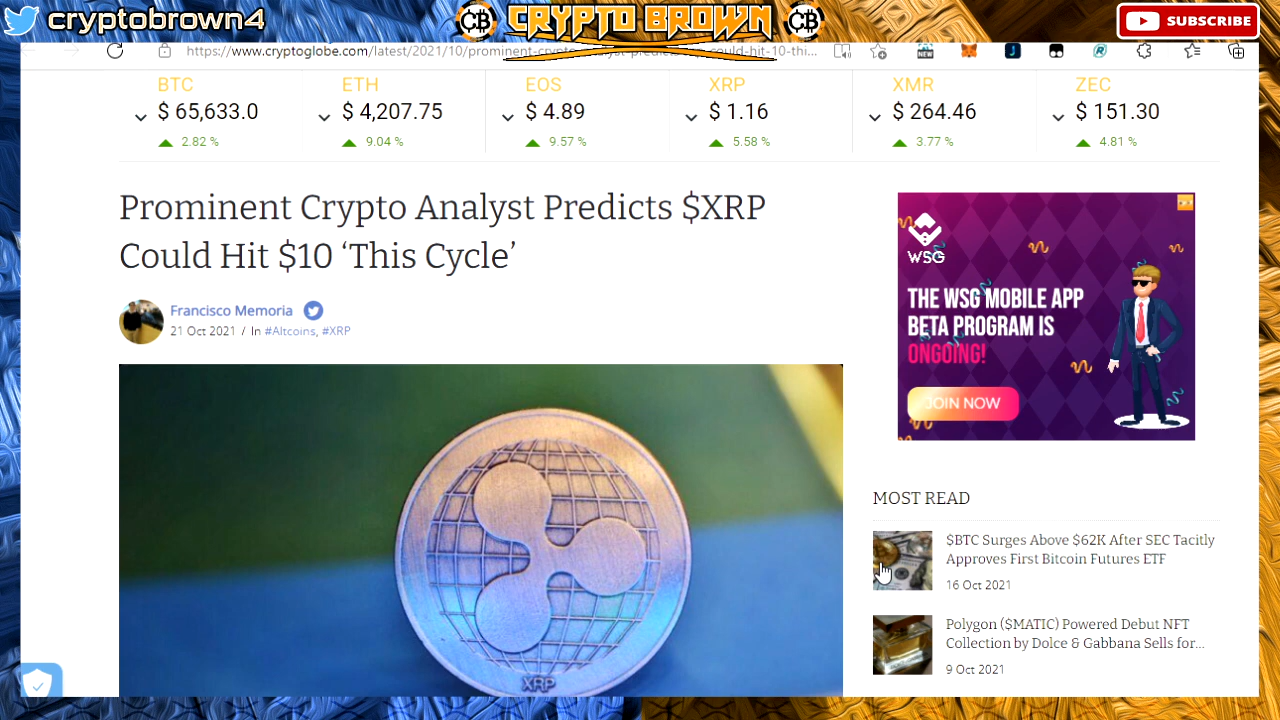 cryptobrown4
CB CRYPTO BROWN CB
SUBSCRIBE
https://www.cryptoglobe.com/latest/2021/10/prominent-crypto-
could-hit-10-thi...
NEW
BTC
$ 65,633.0
2.82 %
ETH
$ 4,207.75
9.04 %
EOS
$ 4.89
9.57 %
XRP
$ 1.16
5.58 %
XMR
$ 264.46
3.77 %
ZEC
$ 151.30
4.81 %
Prominent Crypto Analyst Predicts $XRP
Could Hit $10 ‘This Cycle’
Francisco Memoria
21 Oct 2021 / In #Altcoins, #XRP
XRP
WSG
THE WSG MOBILE APP
BETA PROGRAM IS
ONGOING!
JOIN NOW
MOST READ
$BTC Surges Above $62K After SEC Tacitly
Approves First Bitcoin Futures ETF
16 Oct 2021
Polygon ($MATIC) Powered Debut NFT
Collection by Dolce & Gabbana Sells for...
9 Oct 2021